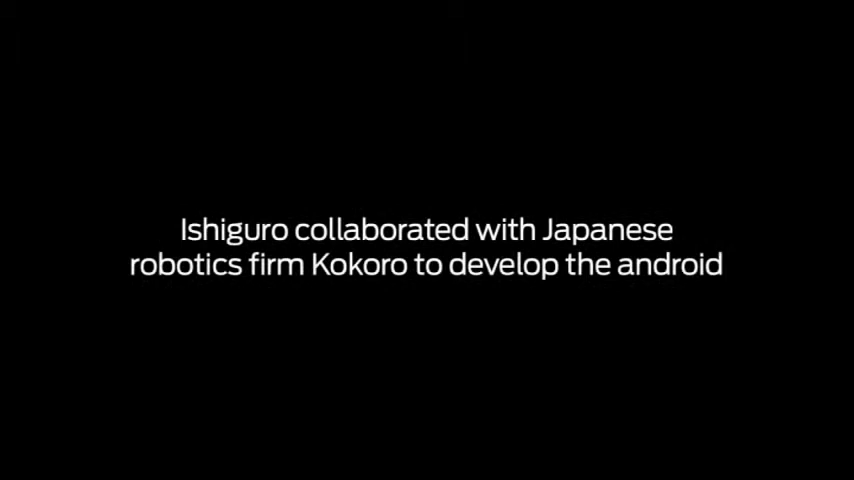 Ishiguro collaborated with Japanese
robotics firm Kokoro to develop the android